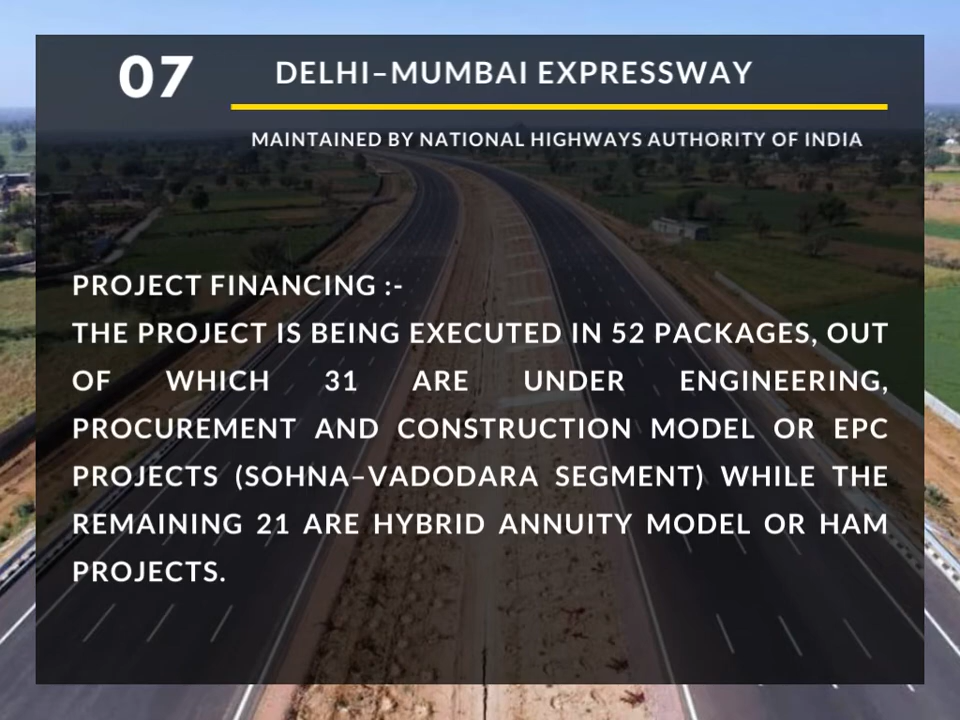 07
DELHI–MUMBAI EXPRESSWAY
MAINTAINED BY NATIONAL HIGHWAYS AUTHORITY OF INDIA
PROJECT FINANCING :-
THE PROJECT IS BEING EXECUTED IN 52 PACKAGES, OUT
OF WHICH 31 ARE UNDER ENGINEERING,
PROCUREMENT AND CONSTRUCTION MODEL OR EPC
PROJECTS (SOHNA–VADODARA SEGMENT) WHILE THE
REMAINING 21 ARE HYBRID ANNUITY MODEL OR HAM
PROJECTS.